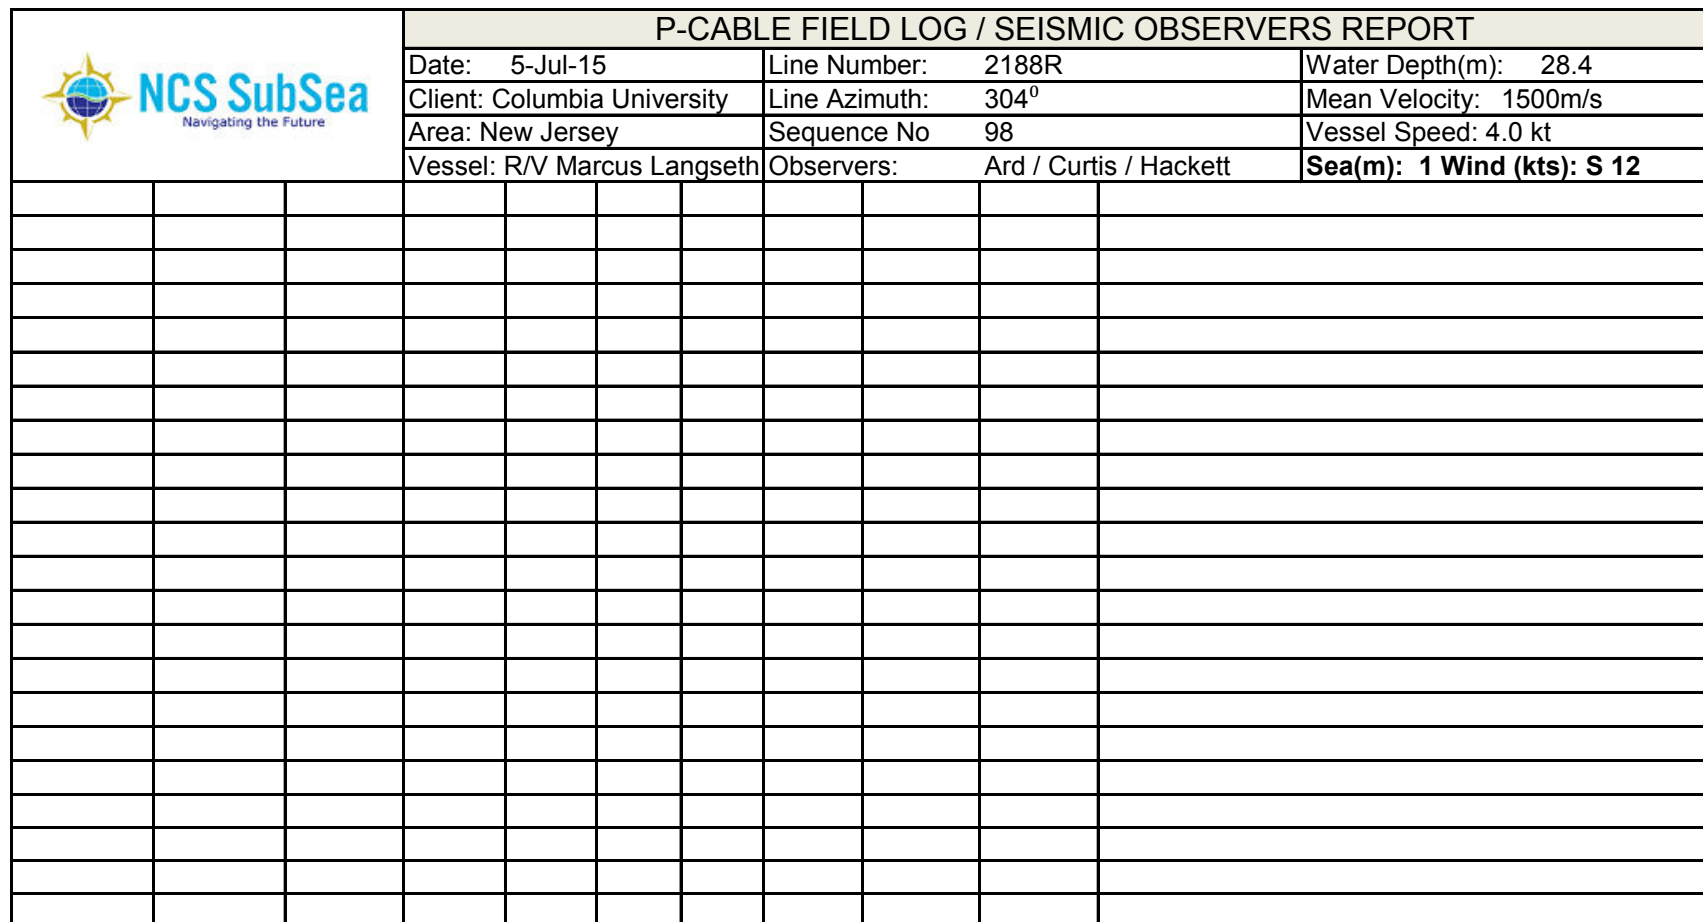 P-CABLE FIELD LOG / SEISMIC OBSERVERS REPORT
NCS SubSea
Navigating the Future
Date: 5-Jul-15 Line Number: 2188R Water Depth(m): 28.4
Client: Columbia University Line Azimuth: 304⁰ Mean Velocity: 1500m/s
Area: New Jersey Sequence No 98 Vessel Speed: 4.0 kt
Vessel: R/V Marcus Langseth Observers: Ard / Curtis / Hackett Sea(m): 1 Wind (kts): S 12